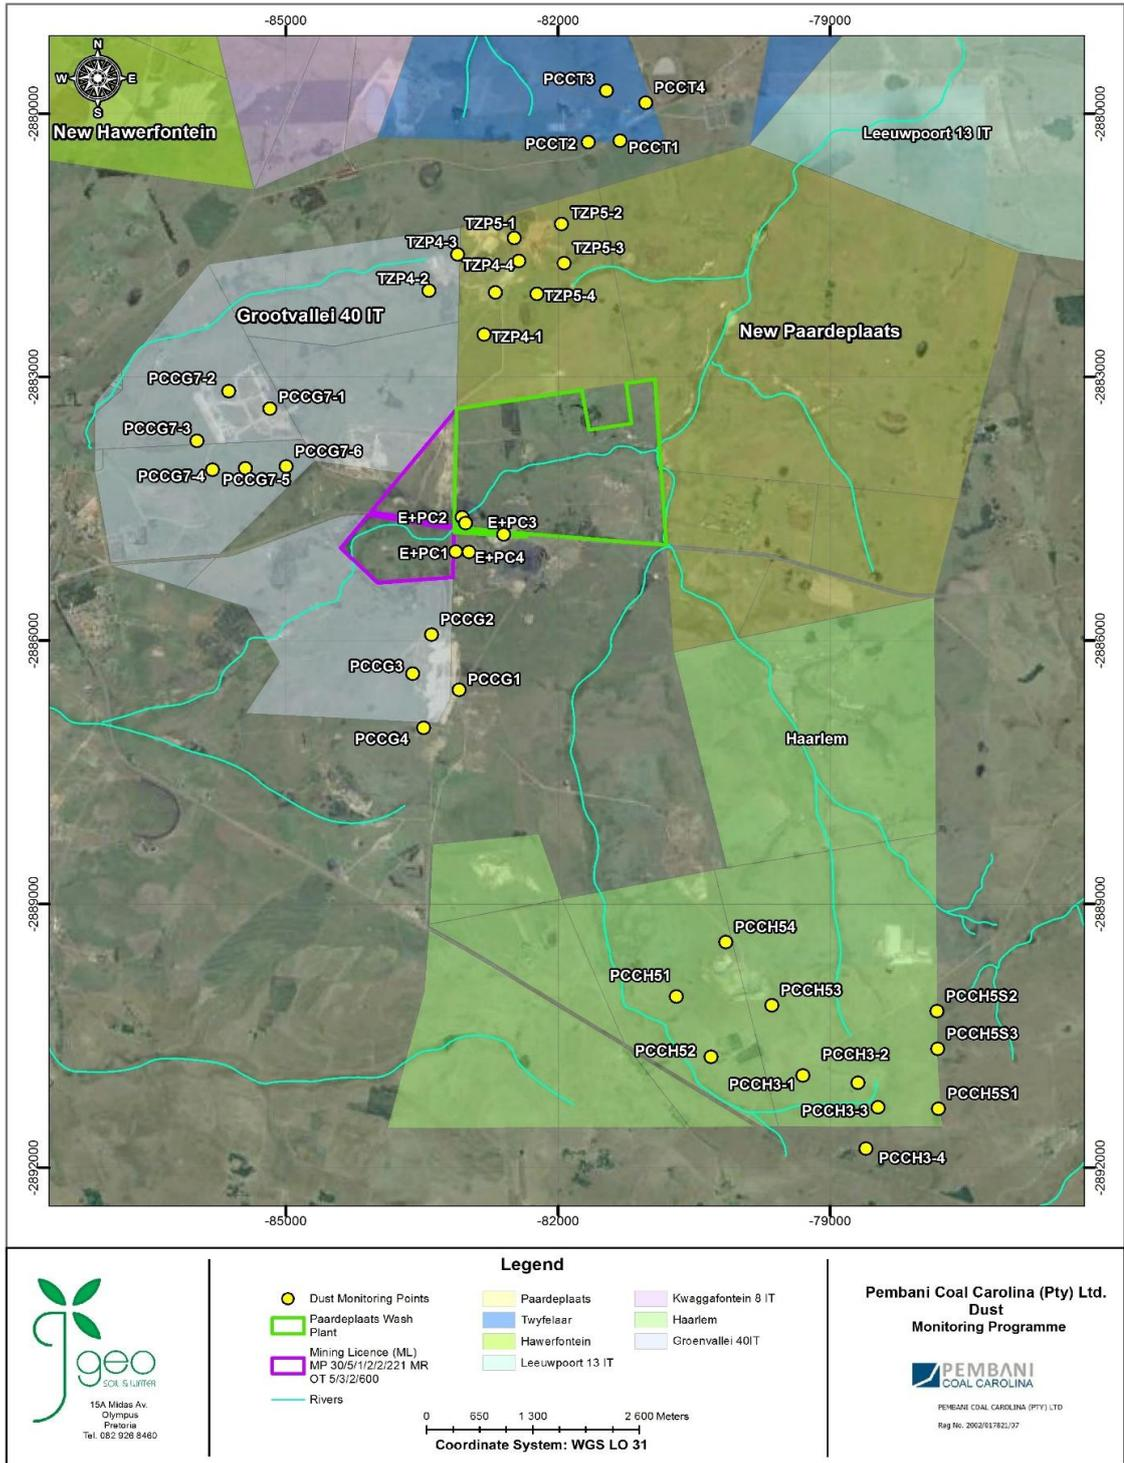 -85000
-82000
-79000
N
W
E
S
New Hawerfontein
-2880000
-2880000
PCCT3
PCCT4
PCCT2
PCCT1
Leeuwpoort 13 IT
TZP5-1
TZP5-2
TZP4-3
TZP4-4
TZP5-3
TZP4-2
TZP5-4
Grootvallei 40 IT
TZP4-1
New Paardeplaats
-2883000
-2883000
PCCG7-2
PCCG7-1
PCCG7-3
PCCG7-6
PCCG7-4
PCCG7-5
E+PC2
E+PC3
E+PC1
E+PC4
PCCG2
-2886000
-2886000
PCCG3
PCCG1
PCCG4
Haarlem
-2889000
-2889000
PCCH54
PCCH51
PCCH53
PCCH5S2
PCCH52
PCCH3-2
PCCH5S3
PCCH3-1
PCCH3-3
PCCH5S1
PCCH3-4
-2892000
-2892000
-85000
-82000
-79000
Legend
Dust Monitoring Points
Paardeplaats Wash
Plant
Mining Licence (ML)
MP 30/5/1/2/2/221 MR
OT 5/3/2/600
Rivers
Paardeplaats
Twyfelaar
Hawerfontein
Leeuwpoort 13 IT
Kwaggafontein 8 IT
Haarlem
Groenvallei 40IT
0 650 1 300 2 600 Meters
Coordinate System: WGS LO 31
geo
SOIL & WATER
15A Midas Av.
Olympus
Pretoria
Tel. 082 926 8460
Pembani Coal Carolina (Pty) Ltd.
Dust
Monitoring Programme
PEMBANI
COAL CAROLINA
PEMBANI COAL CAROLINA (PTY) LTD
Reg No. 2002/017821/07